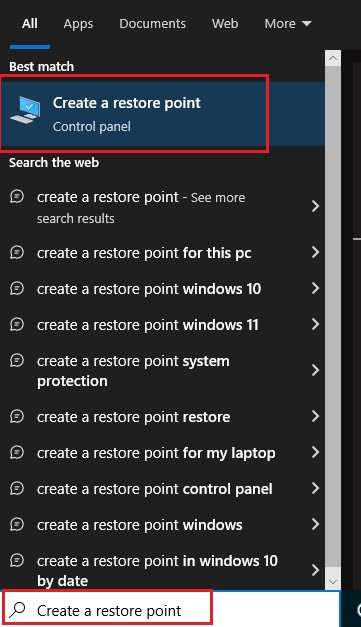 All Apps Documents Web More
Best match
Create a restore point
Control panel
Search the web
create a restore point - See more
search results
create a restore point for this pc
create a restore point windows 10
create a restore point windows 11
create a restore point system
protection
create a restore point restore
create a restore point for my laptop
create a restore point control panel
create a restore point windows
create a restore point in windows 10
by date
Create a restore point